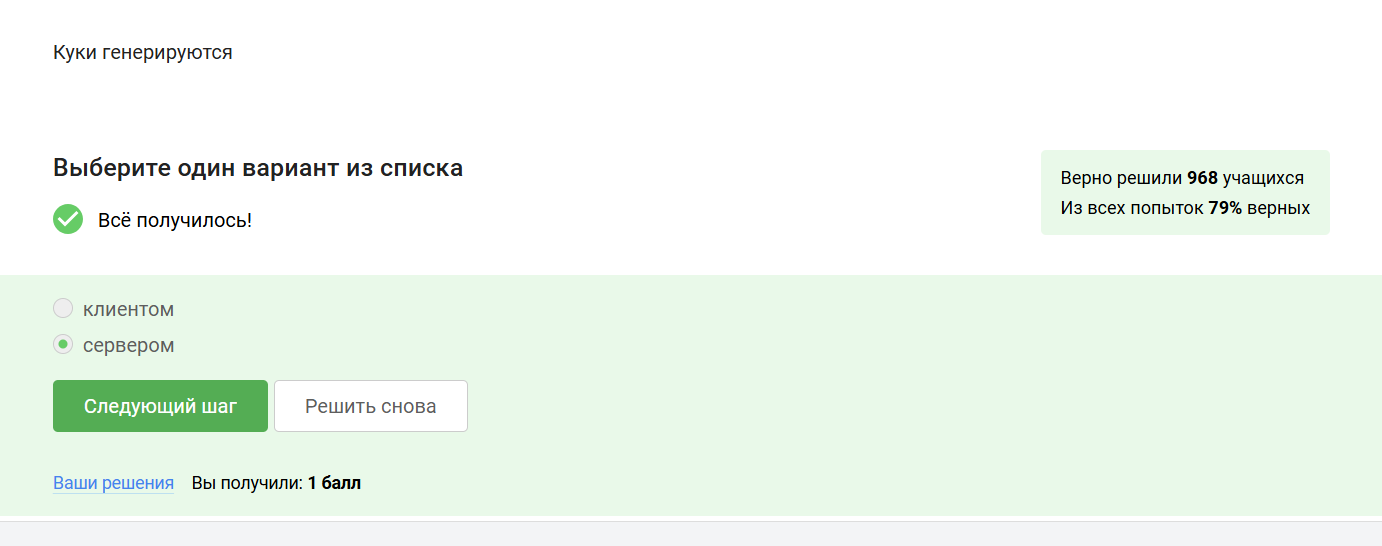 Куки генерируются
Выберите один вариант из списка
Всё получилось!
Верно решили 968 учащихся
Из всех попыток 79% верных
клиентом
сервером
Следующий шаг
Решить снова
Ваши решения Вы получили: 1 балл